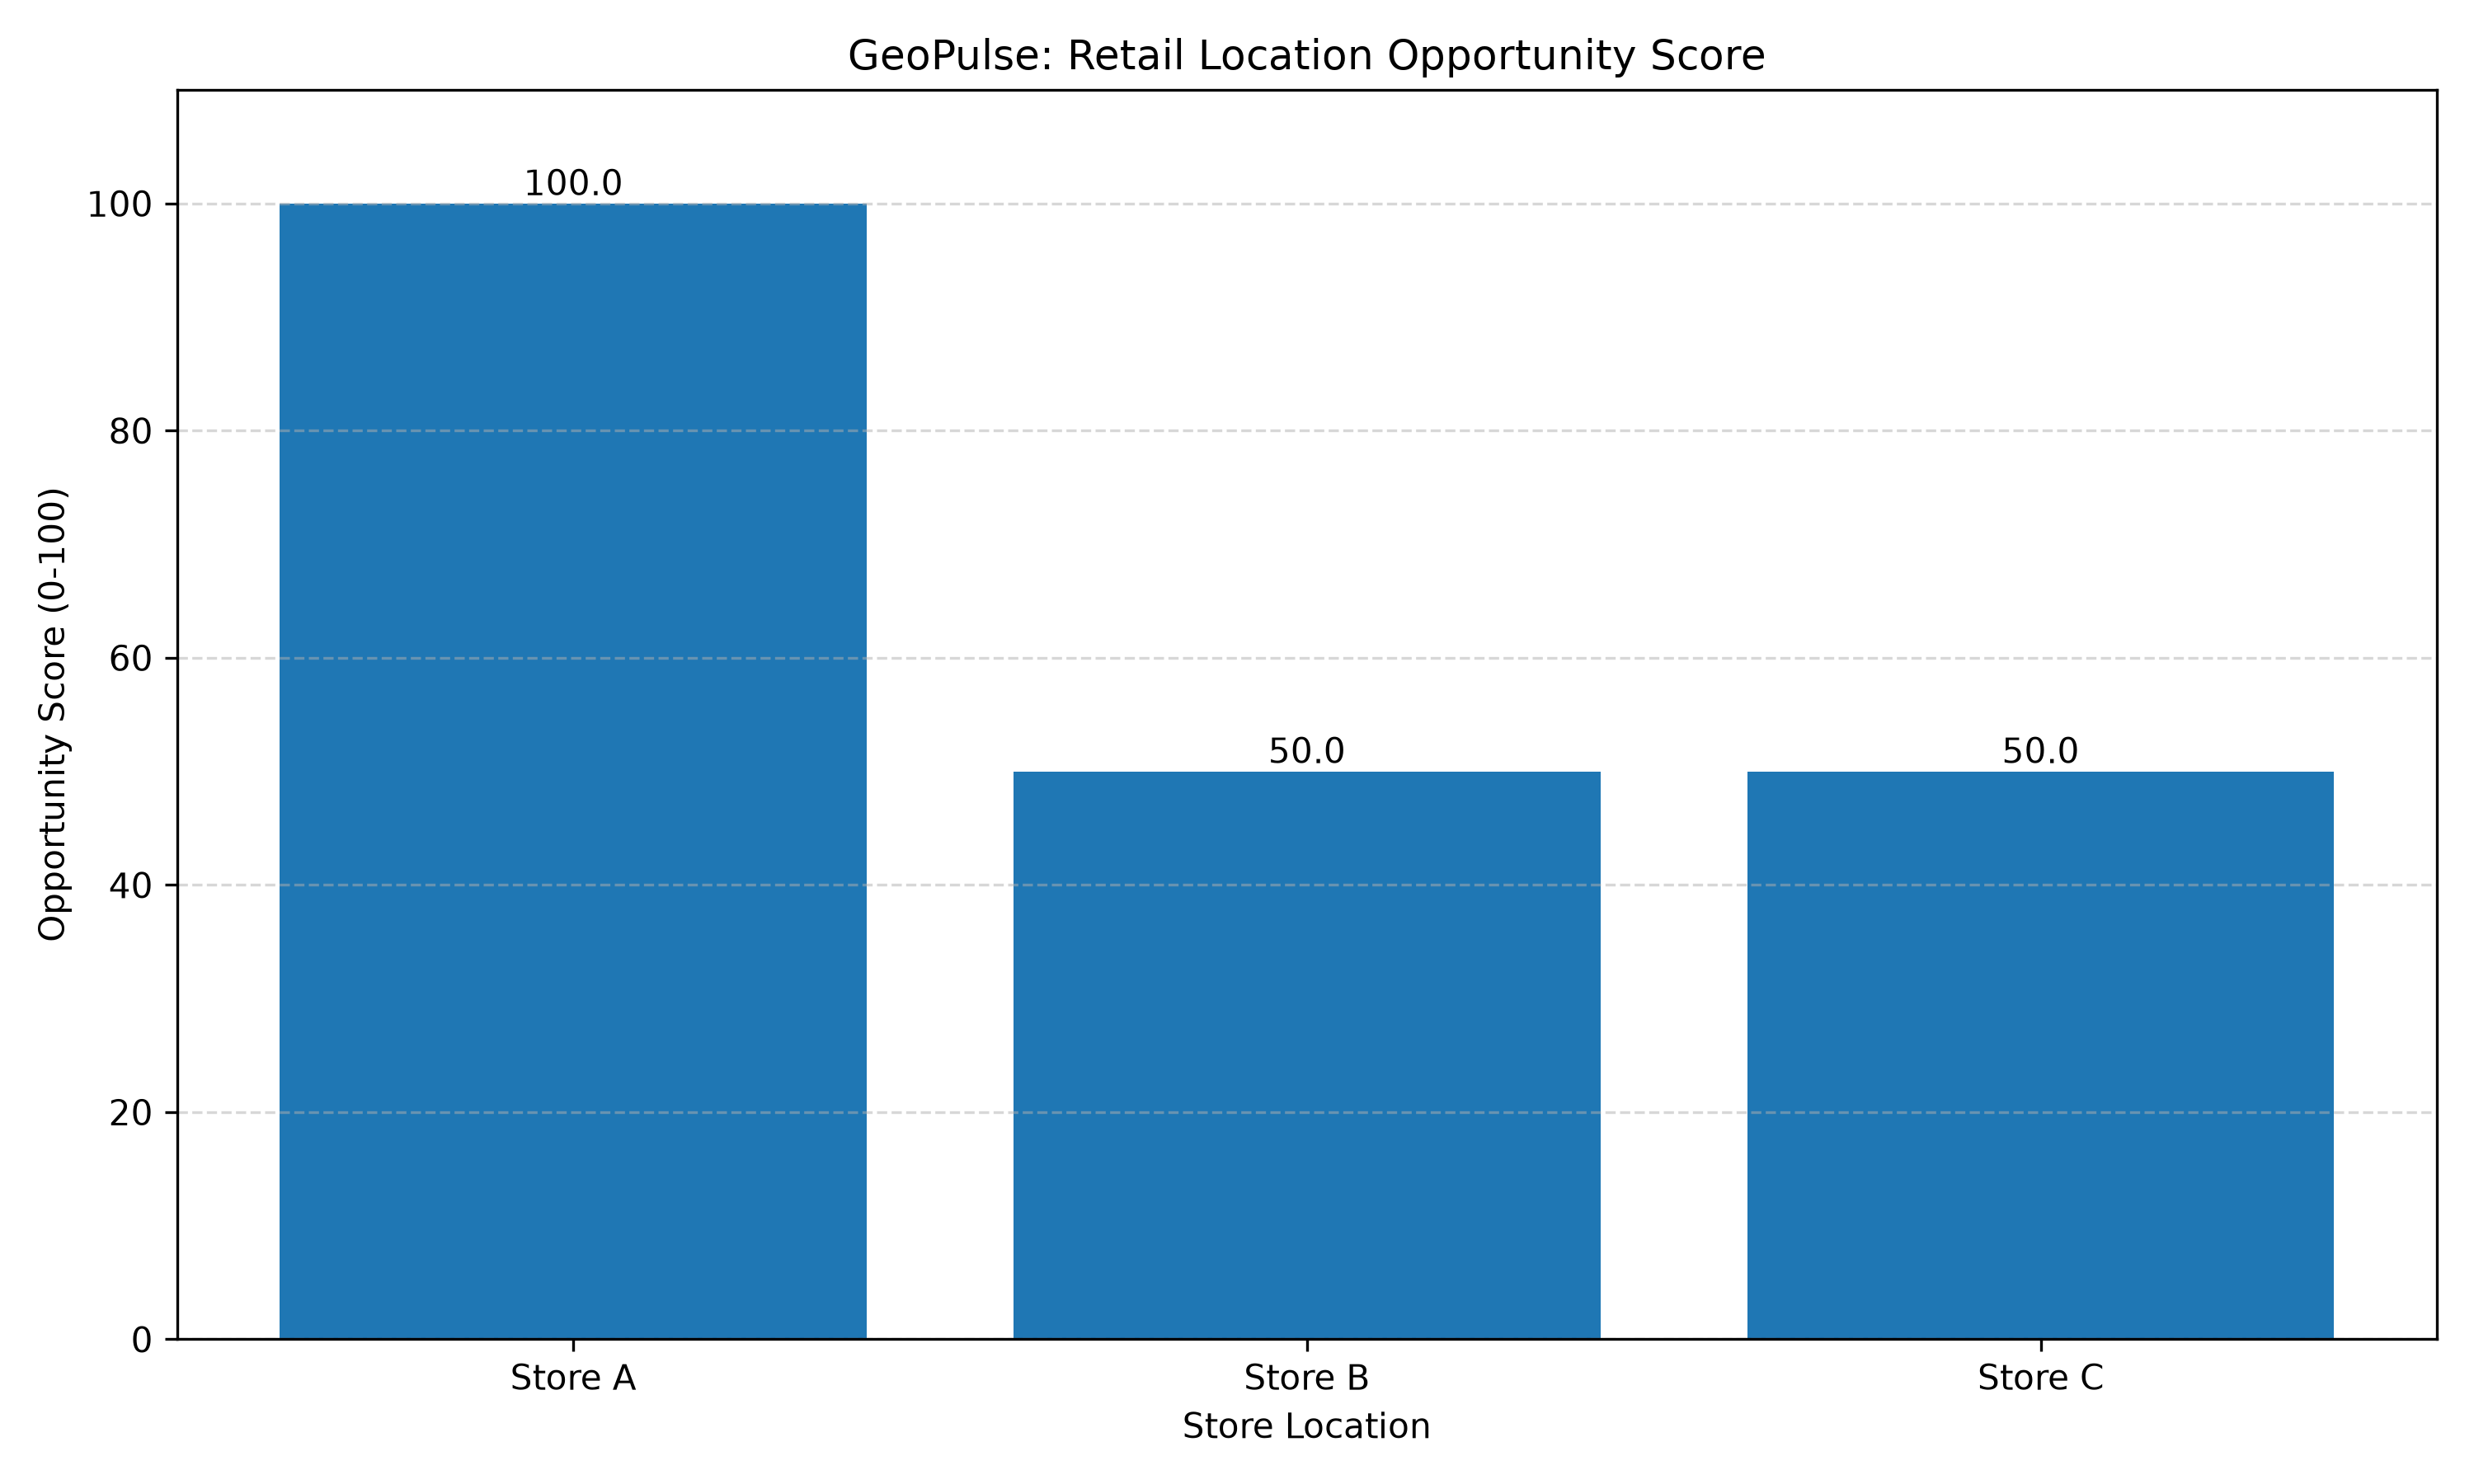 GeoPulse: Retail Location Opportunity Score
Opportunity Score (0-100)
100
80
60
40
20
0
100.0
50.0
50.0
Store A
Store B
Store C
Store Location